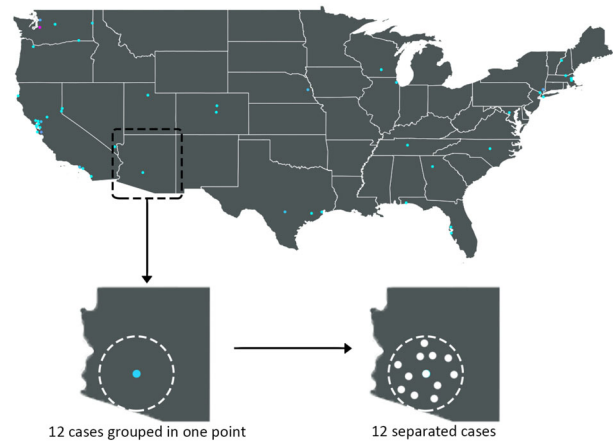 12 cases grouped in one point
12 separated cases